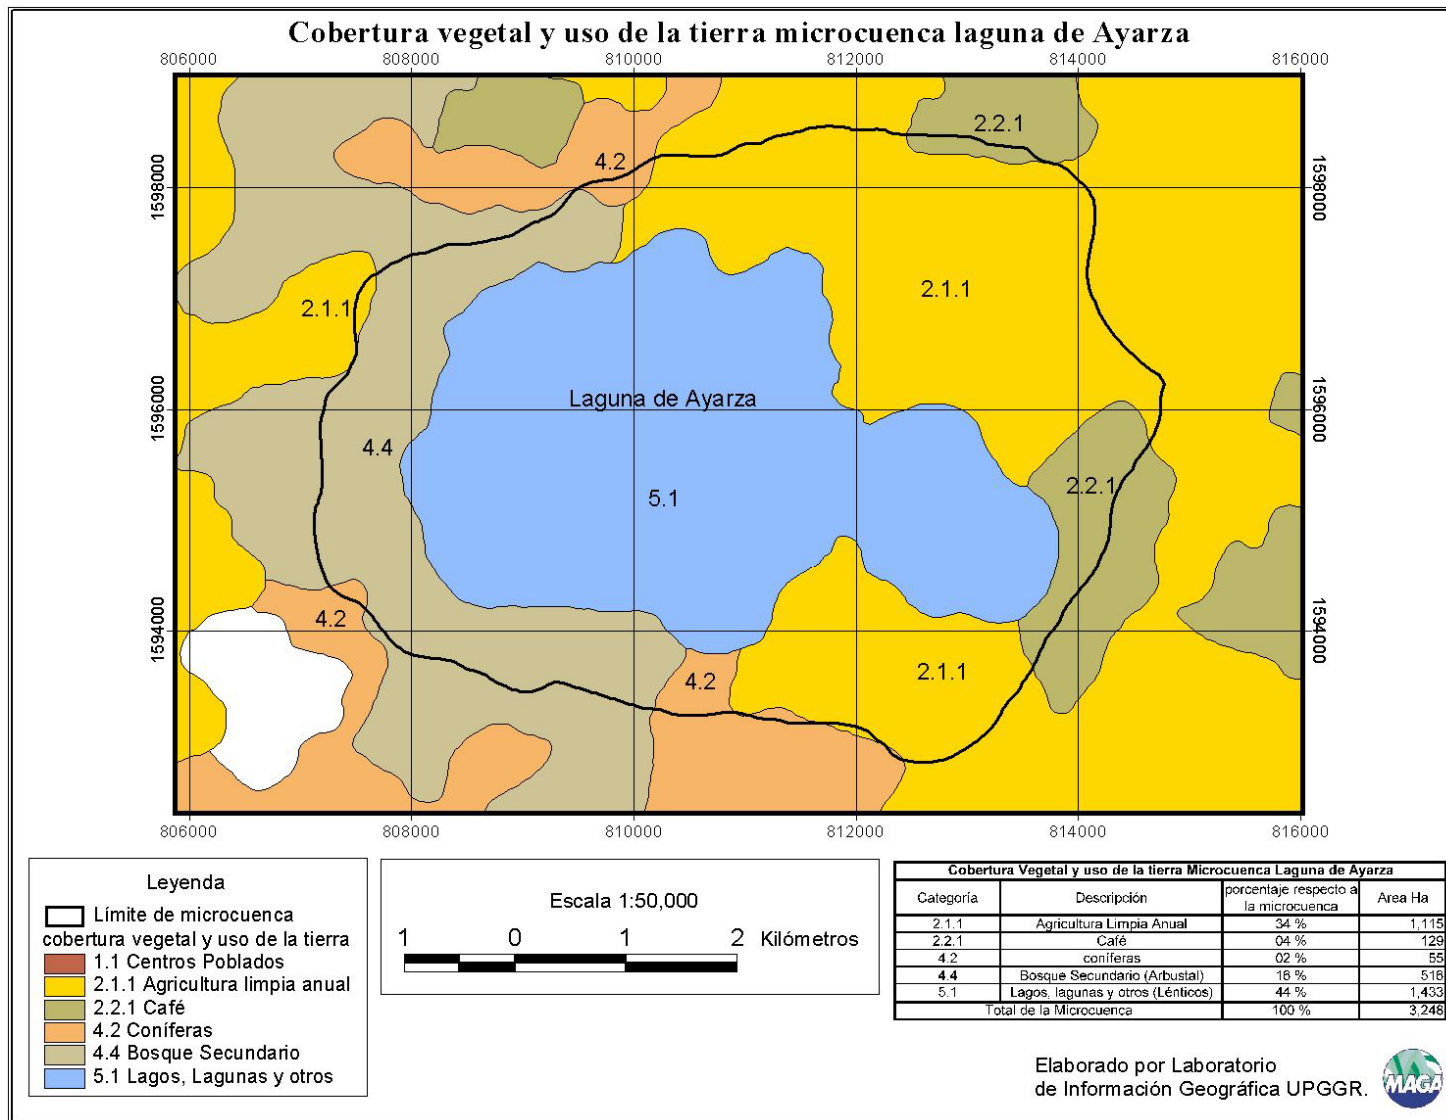 Cobertura vegetal y uso de la tierra microcuenca laguna de Ayarza
806000 808000 810000 812000 814000 816000
2.2.1
4.2
1598000 1598000
2.1.1
2.1.1
Laguna de Ayarza
1596000 1596000
4.4
2.2.1
5.1
4.2
1594000 1594000
2.1.1
4.2
806000 808000 810000 812000 814000 816000
Leyenda
Límite de microcuenca
cobertura vegetal y uso de la tierra
1.1 Centros Poblados
2.1.1 Agricultura limpia anual
2.2.1 Café
4.2 Coníferas
4.4 Bosque Secundario
5.1 Lagos, Lagunas y otros
Escala 1:50,000
1 0 1 2 Kilómetros
Cobertura Vegetal y uso de la tierra Microcuenca Laguna de Ayarza
Categoría Descripción porcentaje respecto a la microcuenca Area Ha
2.1.1 Agricultura Limpia Anual 34 % 1,115
2.2.1 Café 04 % 129
4.2 coníferas 02 % 55
4.4 Bosque Secundario (Arbustal) 16 % 516
5.1 Lagos, lagunas y otros (Lénticos) 44 % 1,433
Total de la Microcuenca 100 % 3,248
Elaborado por Laboratorio
de Información Geográfica UPGGR.
MAGA